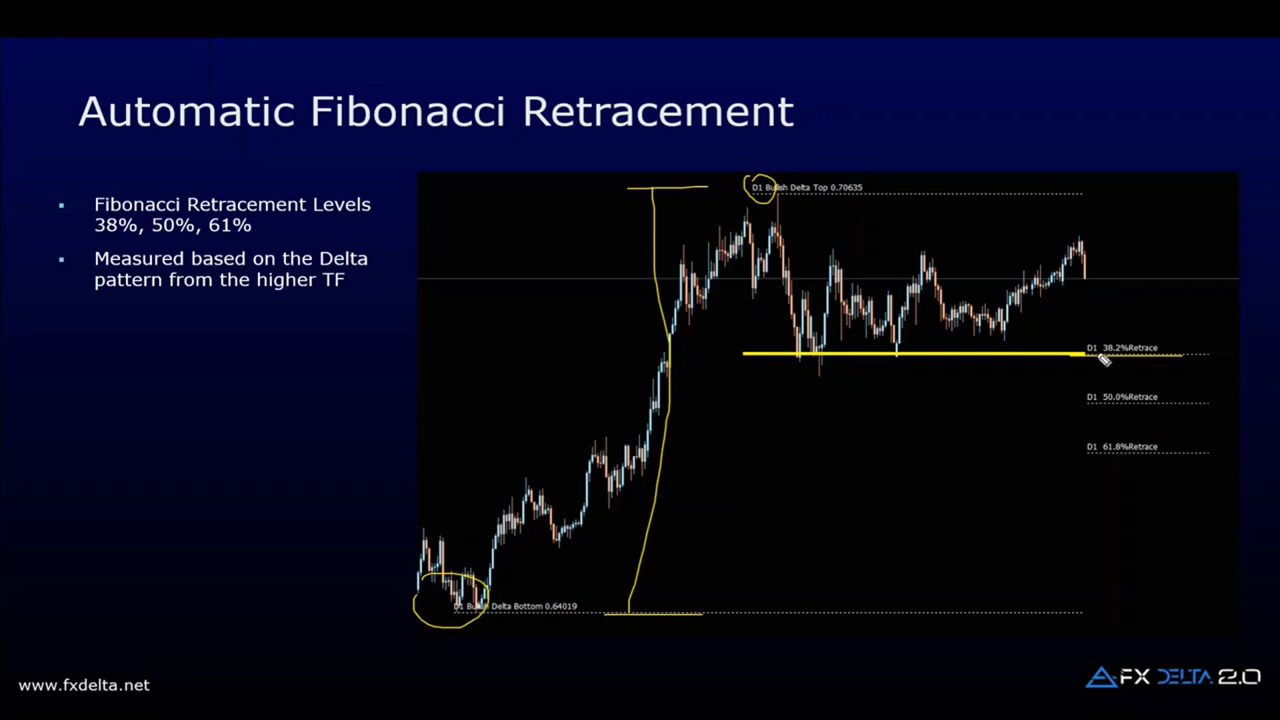 Automatic Fibonacci Retracement
Fibonacci Retracement Levels
38%, 50%, 61%
Measured based on the Delta
pattern from the higher TF
D1 Bullish Delta Top 0.70635
D1 38.2%Retrace
D1 50.0%Retrace
D1 61.8%Retrace
D1 Bullish Delta Bottom 0.64019
www.fxdelta.net
FX DELTA 2.0